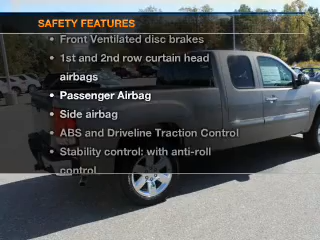 SAFETY FEATURES
• Front Ventilated disc brakes
• 1st and 2nd row curtain head
airbags
• Passenger Airbag
• Side airbag
• ABS and Driveline Traction Control
• Stability control: with anti-roll
control